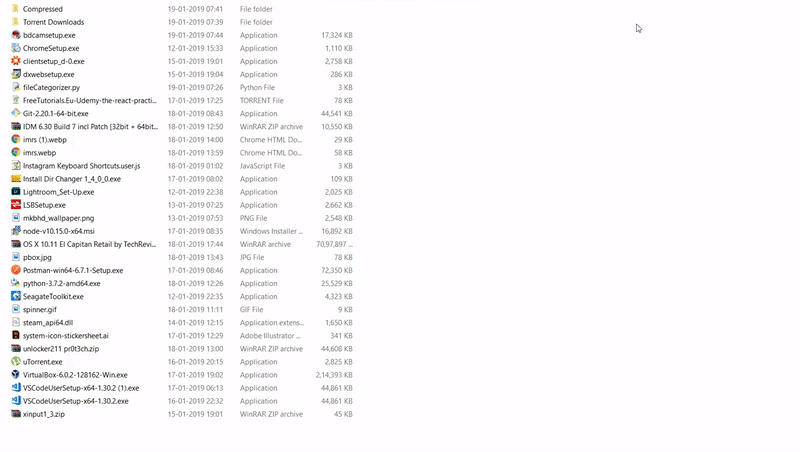 Compressed 19-01-2019 07:41 File folder
Torrent Downloads 19-01-2019 07:39 File folder
bdcamsetup.exe 19-01-2019 07:44 Application 17,324 KB
ChromeSetup.exe 12-01-2019 15:33 Application 1,110 KB
clientsetup_d-0.exe 15-01-2019 19:01 Application 2,758 KB
dxwebsetup.exe 15-01-2019 19:04 Application 286 KB
fileCategorizer.py 19-01-2019 07:26 Python File 3 KB
FreeTutorials.Eu-Udemy-the-react-practi... 17-01-2019 17:25 TORRENT File 78 KB
Git-2.20.1-64-bit.exe 18-01-2019 08:43 Application 44,541 KB
IDM 6.30 Build 7 incl Patch [32bit + 64bit... 18-01-2019 12:50 WinRAR ZIP archive 10,550 KB
imrs (1).webp 18-01-2019 14:00 Chrome HTML Do... 29 KB
imrs.webp 18-01-2019 13:59 Chrome HTML Do... 58 KB
Instagram Keyboard Shortcuts.user.js 18-01-2019 01:02 JavaScript File 3 KB
Install Dir Changer 1_4_0_0.exe 17-01-2019 08:02 Application 109 KB
Lightroom_Set-Up.exe 12-01-2019 22:38 Application 2,025 KB
LSBSetup.exe 13-01-2019 07:25 Application 2,662 KB
mkbhd_wallpaper.png 13-01-2019 07:53 PNG File 2,548 KB
node-v10.15.0-x64.msi 17-01-2019 08:35 Windows Installer ... 16,892 KB
OS X 10.11 El Capitan Retail by TechRevi... 18-01-2019 17:44 WinRAR archive 70,97,897 ...
pbox.jpg 18-01-2019 13:43 JPG File 78 KB
Postman-win64-6.7.1-Setup.exe 17-01-2019 08:46 Application 72,350 KB
python-3.7.2-amd64.exe 18-01-2019 12:26 Application 25,529 KB
SeagateToolkit.exe 12-01-2019 22:35 Application 4,323 KB
spinner.gif 18-01-2019 11:11 GIF File 9 KB
steam_api64.dll 14-01-2019 12:15 Application extens... 1,650 KB
system-icon-stickersheet.ai 17-01-2019 12:29 Adobe Illustrator ... 341 KB
unlocker211 pr0t3ch.zip 18-01-2019 13:00 WinRAR ZIP archive 44,608 KB
uTorrent.exe 16-01-2019 20:15 Application 2,825 KB
VirtualBox-6.0.2-128162-Win.exe 17-01-2019 19:02 Application 2,14,393 KB
VSCodeUserSetup-x64-1.30.2 (1).exe 17-01-2019 06:13 Application 44,861 KB
VSCodeUserSetup-x64-1.30.2.exe 16-01-2019 22:32 Application 44,861 KB
xinput1_3.zip 15-01-2019 19:01 WinRAR ZIP archive 45 KB